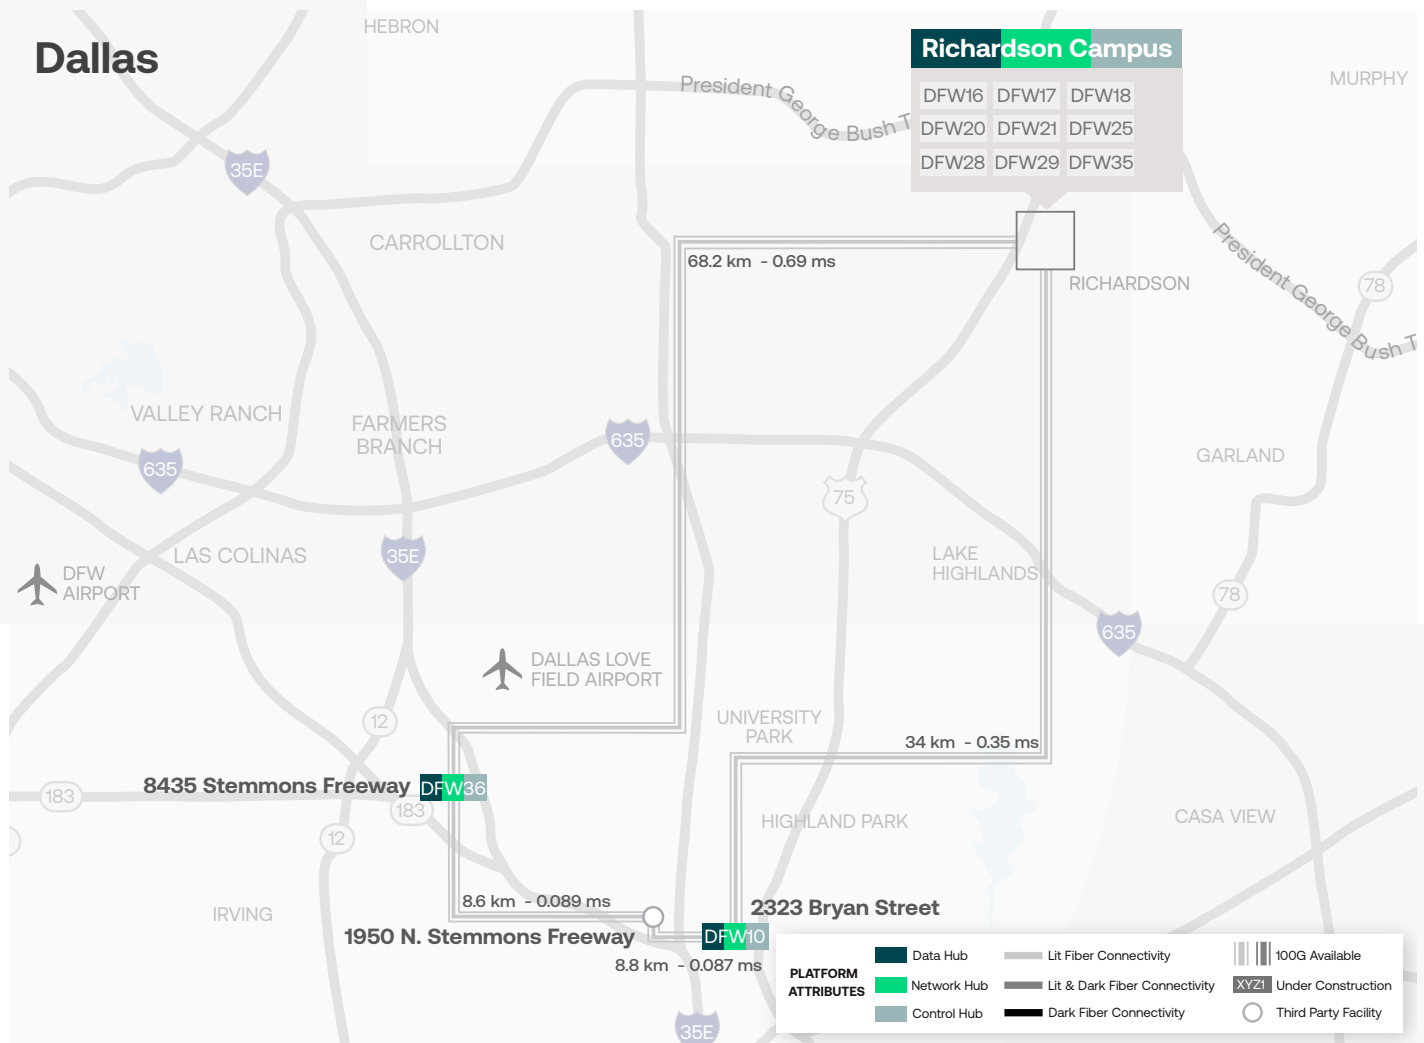 Dallas
HEBRON
Richardson Campus
DFW16 DFW17 DFW18
DFW20 DFW21 DFW25
DFW28 DFW29 DFW35
President George Bush T
MURPHY
35E
CARROLLTON
68.2 km - 0.69 ms
RICHARDSON
President George Bush T
78
VALLEY RANCH
FARMERS
BRANCH
635
635
GARLAND
75
LAS COLINAS
35E
LAKE
HIGHLANDS
DFW
AIRPORT
78
635
DALLAS LOVE
FIELD AIRPORT
12
UNIVERSITY
PARK
34 km - 0.35 ms
8435 Stemmons Freeway
DFW36
183
183
12
HIGHLAND PARK
CASA VIEW
8.6 km - 0.089 ms
2323 Bryan Street
IRVING
1950 N. Stemmons Freeway
DFW10
8.8 km - 0.087 ms
35E
PLATFORM
ATTRIBUTES
Data Hub
Network Hub
Control Hub
Lit Fiber Connectivity
Lit & Dark Fiber Connectivity
Dark Fiber Connectivity
100G Available
XYZ1 Under Construction
Third Party Facility